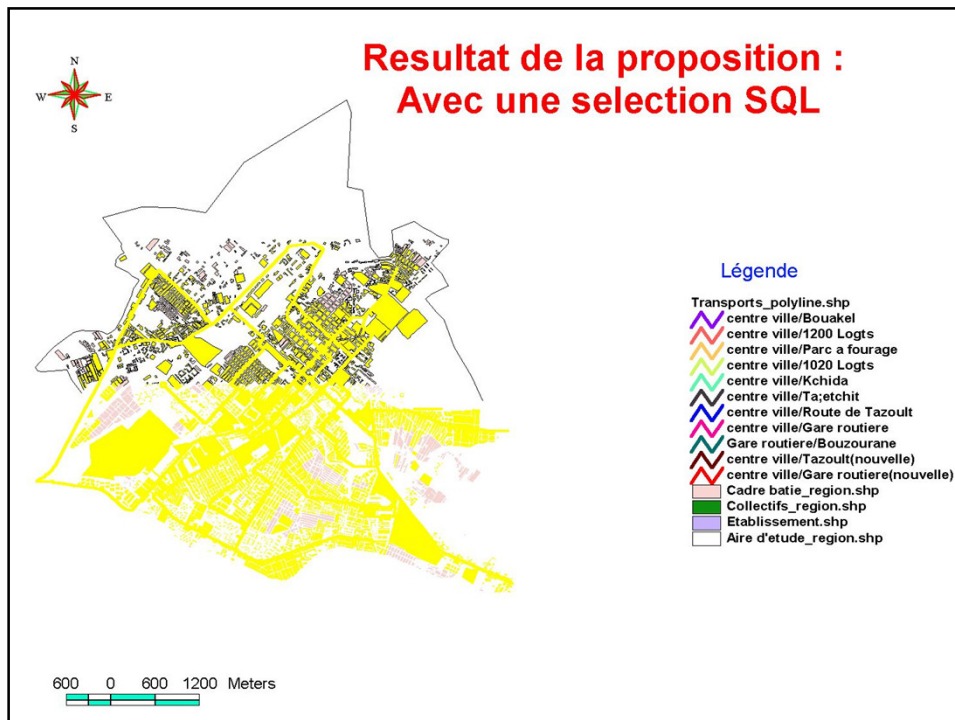 Resultat de la proposition :
Avec une selection SQL
N
W E
S
Légende
Transports_polyline.shp
centre ville/Bouakel
centre ville/1200 Logts
centre ville/Parc a fourage
centre ville/1020 Logts
centre ville/Kchida
centre ville/Ta;etchit
centre ville/Route de Tazoult
centre ville/Gare routiere
Gare routiere/Bouzourane
centre ville/Tazoult(nouvelle)
centre ville/Gare routiere(nouvelle)
Cadre batie_region.shp
Collectifs_region.shp
Etablissement.shp
Aire d'etude_region.shp
600 0 600 1200 Meters